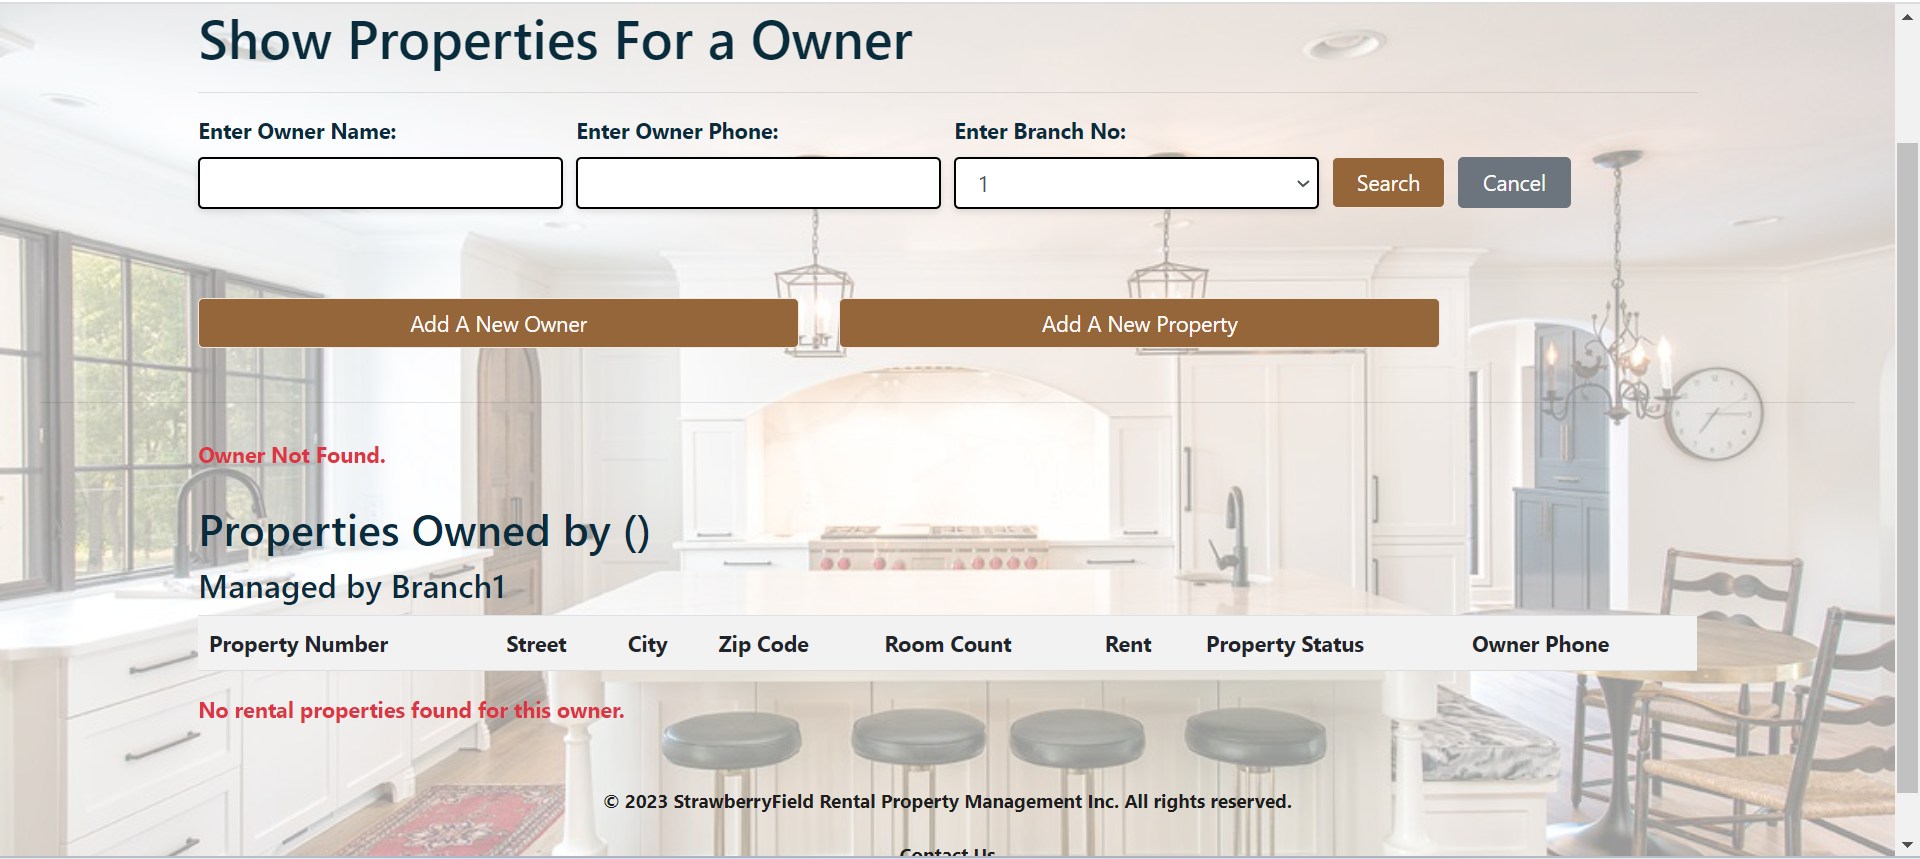 Show Properties For a Owner
Enter Owner Name: Enter Owner Phone: Enter Branch No:
1 Search Cancel
Add A New Owner Add A New Property
Owner Not Found.
Properties Owned by ()
Managed by Branch1
Property Number Street City Zip Code Room Count Rent Property Status Owner Phone
No rental properties found for this owner.
© 2023 StrawberryField Rental Property Management Inc. All rights reserved.
Contact Us